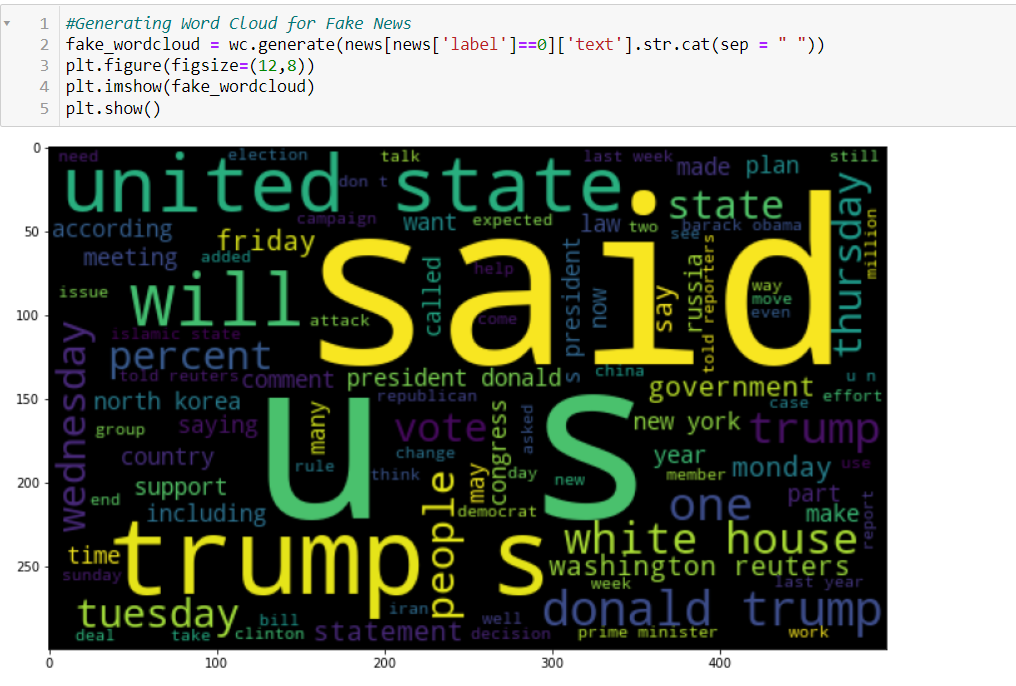 1 #Generating Word Cloud for Fake News
2 fake_wordcloud = wc.generate(news[news['label']==0]['text'].str.cat(sep = " "))
3 plt.figure(figsize=(12,8))
4 plt.imshow(fake_wordcloud)
5 plt.show()
0
50
100
150
200
250
0 100 200 300 400
need election talk last week made plan still
united state don t
campaign want expected law two barack obama
state see
according
friday
said
thursday
million
meeting added
called
help
s president
now
say
russia
told reporters
way
move
even
issue will attack
come
islamic state
percent
told reuters comment president donald china u n
wednesday
government
north korea republican case effort
u s
many
vote
congress
asked
new york trump
group saying
change
country rule think year
member monday use
day new
support
people
may
part
end including democrat one make
report
trump s
white house
time washington reuters
sunday week last year
tuesday iran well donald trump
bill
deal take clinton statement decision prime minister work